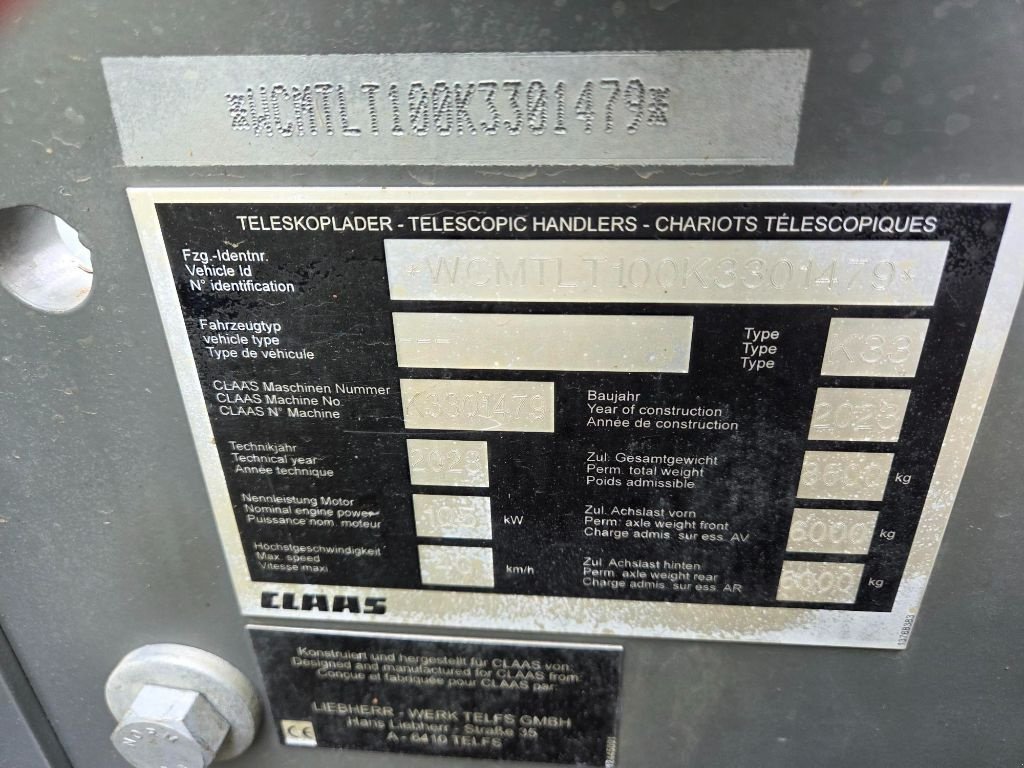 *WCMTLT100K3301479*
TELESKOPLADER - TELESCOPIC HANDLERS - CHARIOTS TÉLESCOPIQUES
Fzg.-Identnr.
Vehicle Id
N° identification
*WCMTLT100K3301479*
Fahrzeugtyp
vehicle type
Type de véhicule
---
Type
Type
Type
K33
CLAAS Maschinen Nummer
CLAAS Machine No.
CLAAS N° Machine
K3301479
Baujahr
Year of construction
Année de construction
Technikjahr
Technical year
Année technique
Zul. Gesamtgewicht
Perm. total weight
Poids admissible
kg
Nennleistung Motor
Nominal engine power
Puissance nom. moteur
kW
Zul. Achslast vorn
Perm. axle weight front
Charge admis. sur ess. AV
6000
kg
Höchstgeschwindigkeit
Max. speed
Vitesse maxi
km/h
Zul. Achslast hinten
Perm. axle weight rear
Charge admis. sur ess. AR
kg
CLAAS
Konstruiert und hergestellt für CLAAS von:
Designed and manufactured for CLAAS from:
Conçue et fabriquée pour CLAAS par:
LIEBHERR - WERK TELFS GMBH
Hans Liebherr - Straße 35
A - 6410 TELFS
CE
NORM